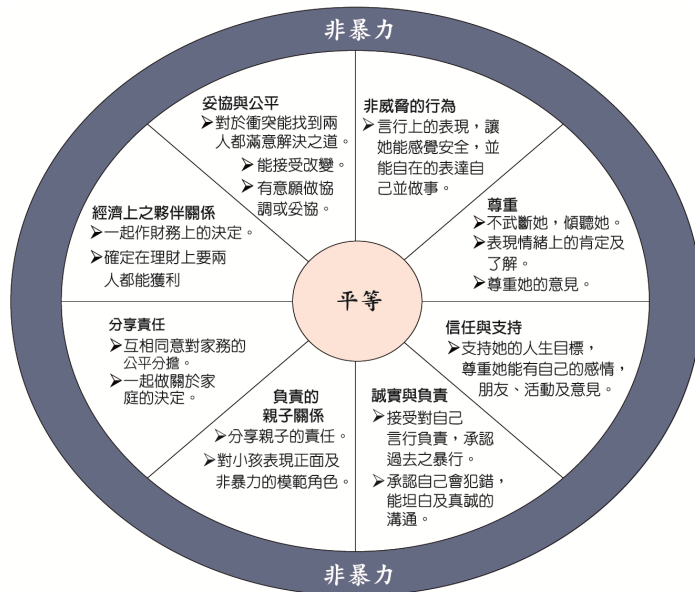 非暴力
妥協與公平
➢對於衝突能找到兩
人都滿意解決之道。
➢能接受改變。
➢有意願做協
調或妥協。
非威脅的行為
➢言行上的表現，讓
她能感覺安全，並
能自在的表達自
己並做事。
尊重
➢不武斷她，傾聽她。
➢表現情緒上的肯定及
了解。
➢尊重她的意見。
信任與支持
➢支持她的人生目標，
尊重她能有自己的感情，
朋友、活動及意見。
誠實與負責
➢接受對自己
言行負責，承認
過去之暴行。
➢承認自己會犯錯，
能坦白及真誠的
溝通。
負責的
親子關係
➢分享親子的責任。
➢對小孩表現正面及
非暴力的模範角色。
分享責任
➢互相同意對家務的
公平分擔。
➢一起做關於家
庭的決定。
經濟上之夥伴關係
➢一起作財務上的決定。
➢確定在理財上要兩
人都能獲利
平等
非暴力